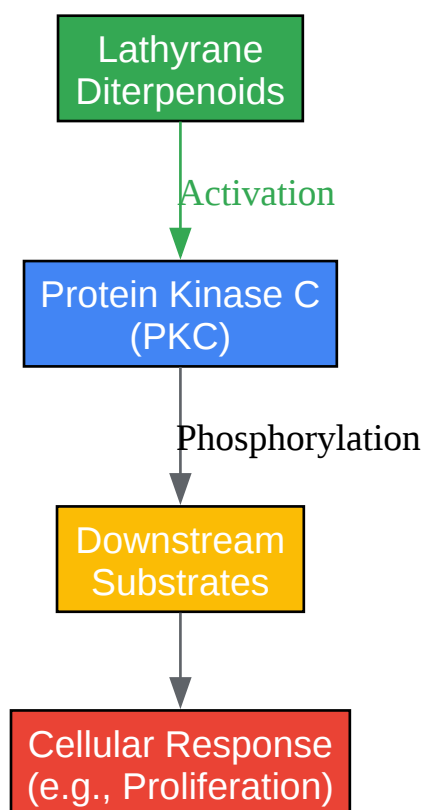 Lathyrane
Diterpenoids
Activation
Protein Kinase C
(PKC)
Phosphorylation
Downstream
Substrates
Cellular Response
(e.g., Proliferation)